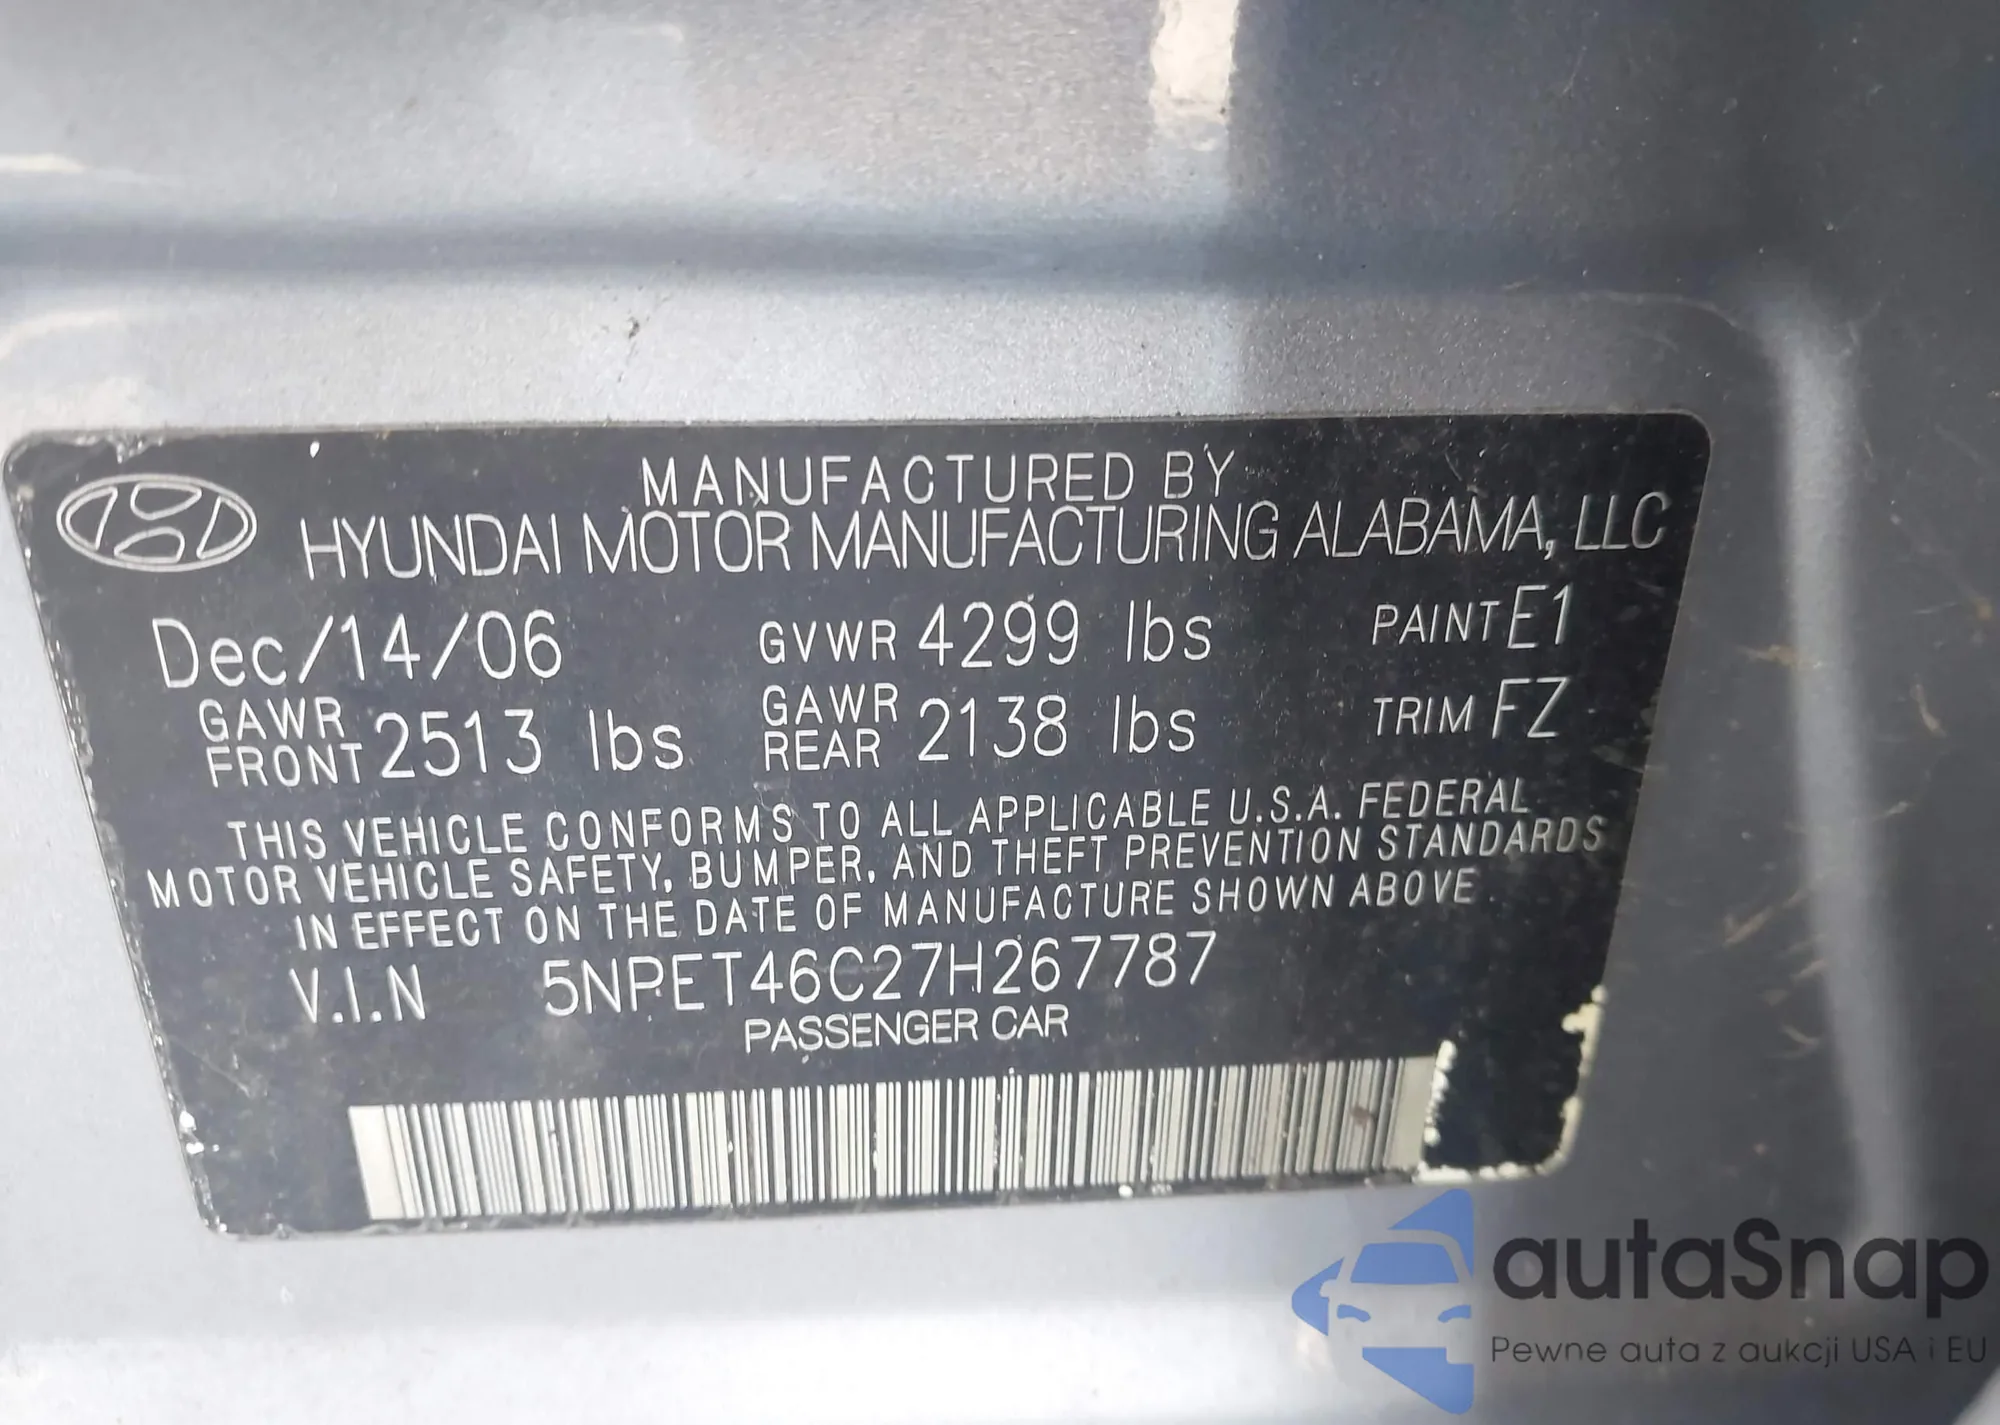 MANUFACTURED BY
HYUNDAI MOTOR MANUFACTURING ALABAMA, LLC
Dec/14/06 GVWR 4299 lbs PAINT E1
GAWR FRONT 2513 lbs GAWR REAR 2138 lbs TRIM FZ
THIS VEHICLE CONFORMS TO ALL APPLICABLE U.S.A. FEDERAL
MOTOR VEHICLE SAFETY, BUMPER, AND THEFT PREVENTION STANDARDS
IN EFFECT ON THE DATE OF MANUFACTURE SHOWN ABOVE
V.I.N 5NPET46C27H267787
PASSENGER CAR
autaSnap
Pewne auta z aukcji USA i EU